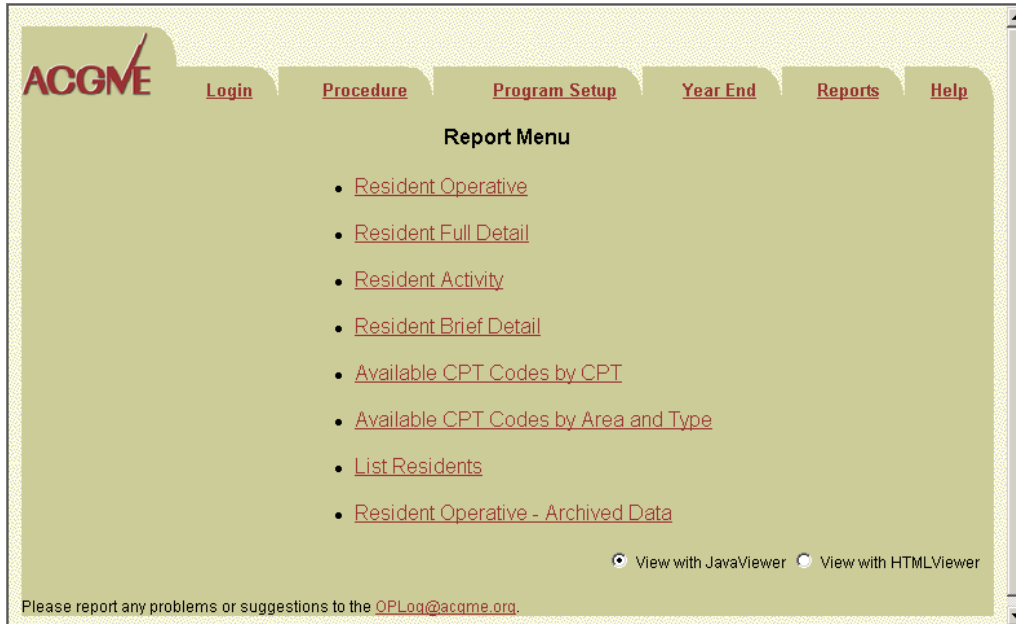 ACGME
Login Procedure Program Setup Year End Reports Help
Report Menu
• Resident Operative
• Resident Full Detail
• Resident Activity
• Resident Brief Detail
• Available CPT Codes by CPT
• Available CPT Codes by Area and Type
• List Residents
• Resident Operative - Archived Data
View with JavaViewer View with HTMLViewer
Please report any problems or suggestions to the OPLog@acgme.org.